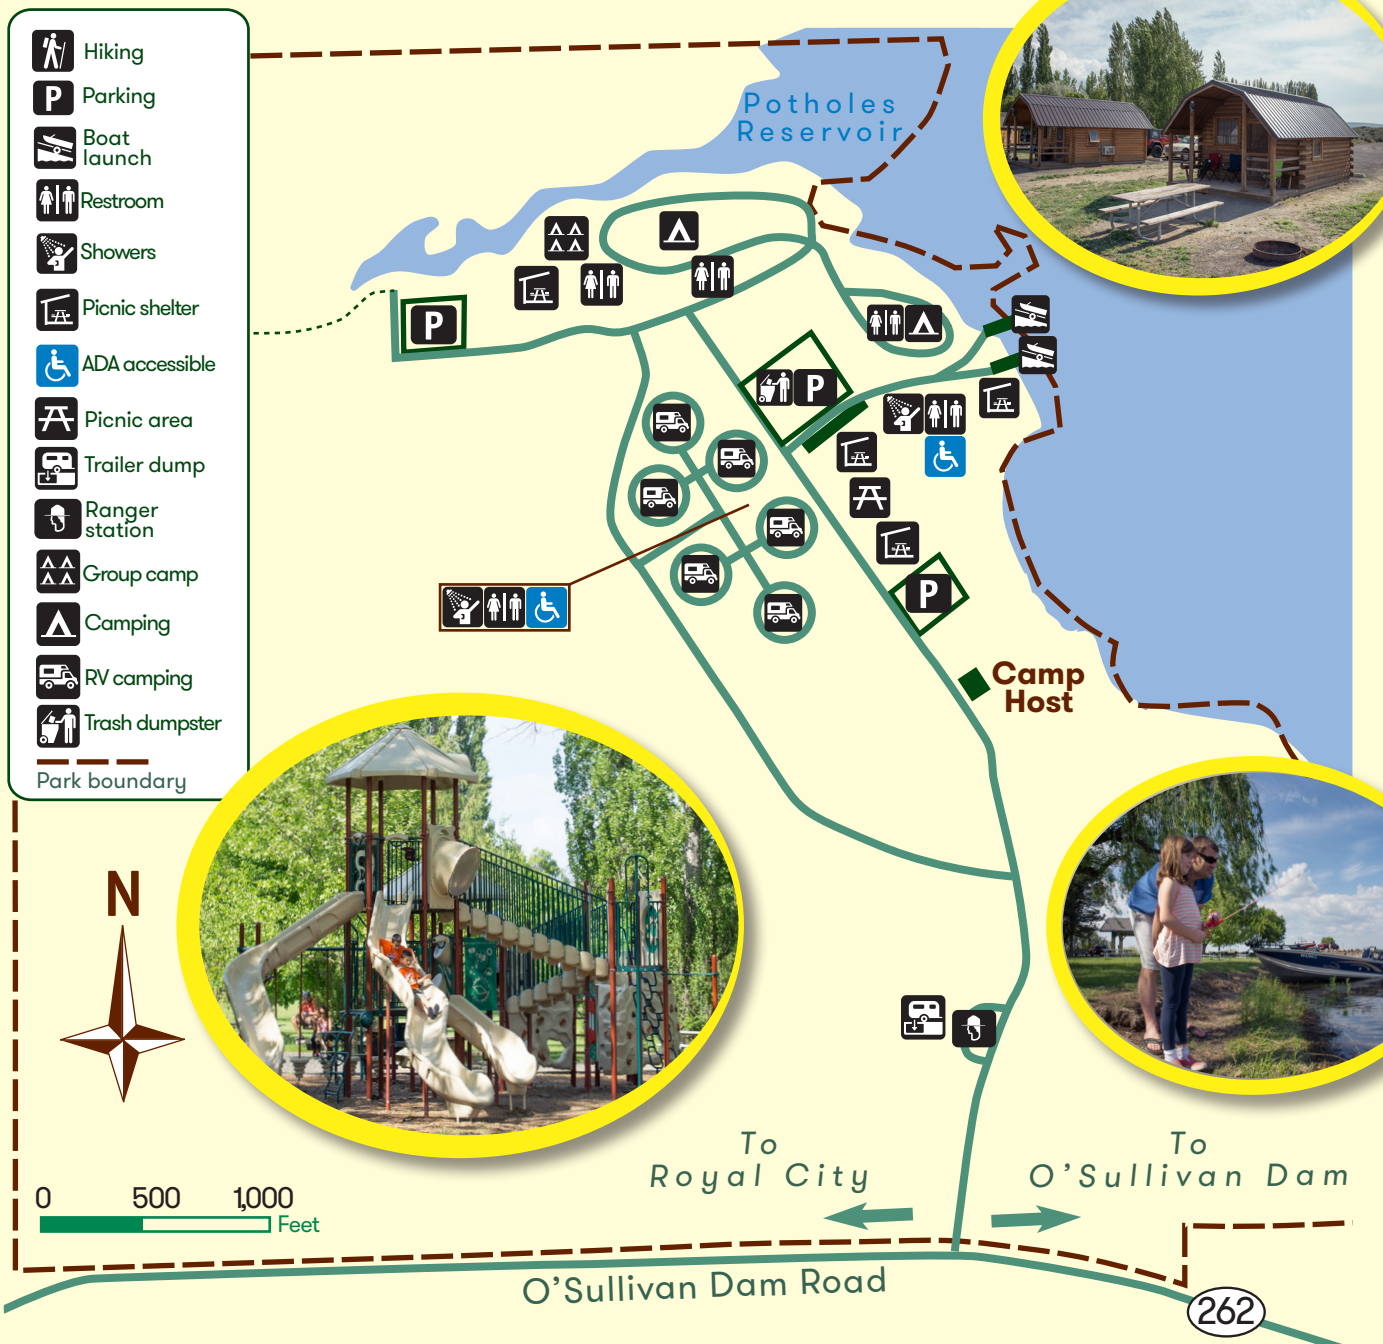 Hiking
P
Parking
Boat
launch
Restroom
Showers
Picnic shelter
ADA accessible
Picnic area
Trailer dump
Ranger
station
Group camp
Camping
RV camping
Trash dumpster
Park boundary
Potholes
Reservoir
P
P
P
Camp
Host
N
0 500 1,000
Feet
To
Royal City
To
O'Sullivan Dam
O'Sullivan Dam Road
262